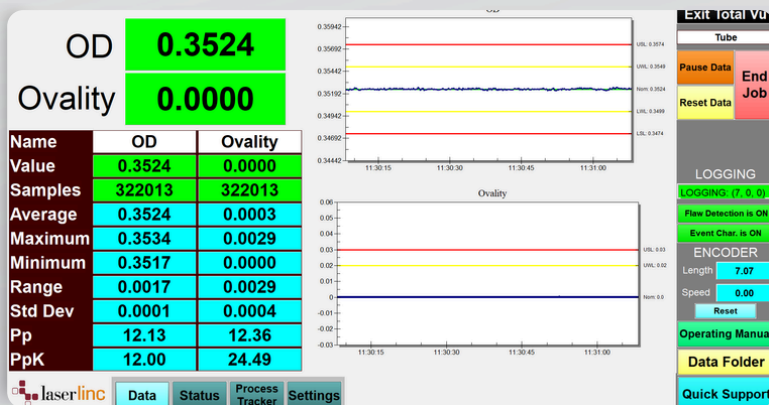 OD 0.3524
Ovality 0.0000
Name OD Ovality
Value 0.3524 0.0000
Samples 322013 322013
Average 0.3524 0.0003
Maximum 0.3534 0.0029
Minimum 0.3517 0.0000
Range 0.0017 0.0029
Std Dev 0.0001 0.0004
Pp 12.13 12.36
PpK 12.00 24.49
laserlinc
Data
Status
Process
Tracker
Settings
OD
0.35942
0.35692
0.35442
0.35192
0.34942
0.34692
0.34442
USL: 0.3574
UWL: 0.3549
Nom: 0.3524
LWL: 0.3499
LSL: 0.3474
11:30:15 11:30:30 11:30:45 11:31:00
Ovality
0.06
0.05
0.04
0.03
0.02
0.01
0
-0.01
-0.02
-0.03
USL: 0.03
UWL: 0.02
Nom: 0.0
11:30:15 11:30:30 11:30:45 11:31:00
Exit Total Vu
Tube
Pause Data
End
Job
Reset Data
LOGGING
LOGGING: (7, 0, 0)
Flaw Detection is ON
Event Char. is ON
ENCODER
Length 7.07
Speed 0.00
Reset
Operating Manua
Data Folder
Quick Support